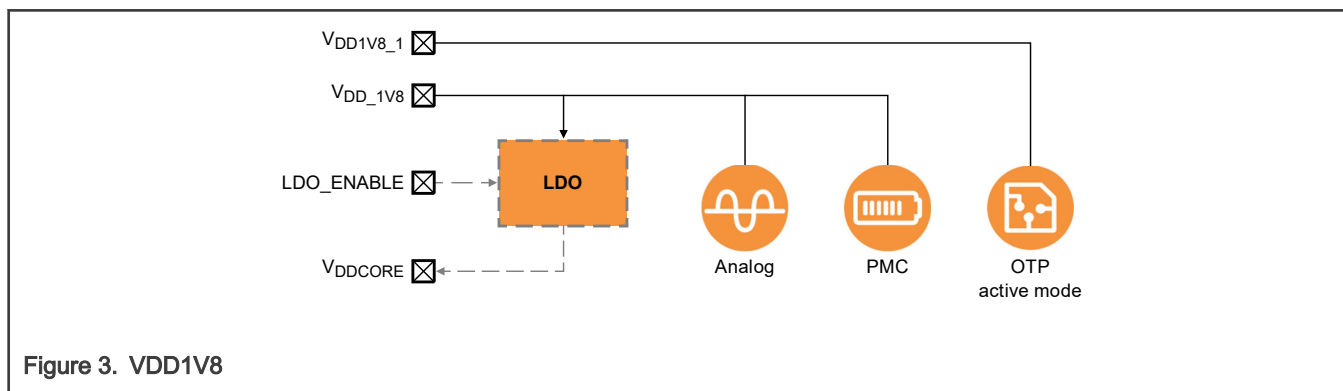 VDD1V8_1
VDD_1V8
LDO_ENABLE
LDO
VDDCORE
Analog
PMC
OTP
active mode
Figure 3. VDD1V8